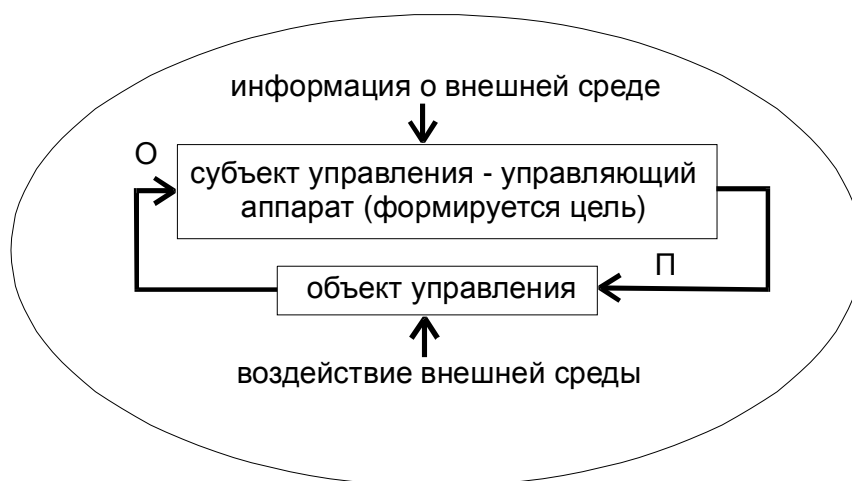 информация о внешней среде
О
субъект управления - управляющий
аппарат (формируется цель)
П
объект управления
воздействие внешней среды